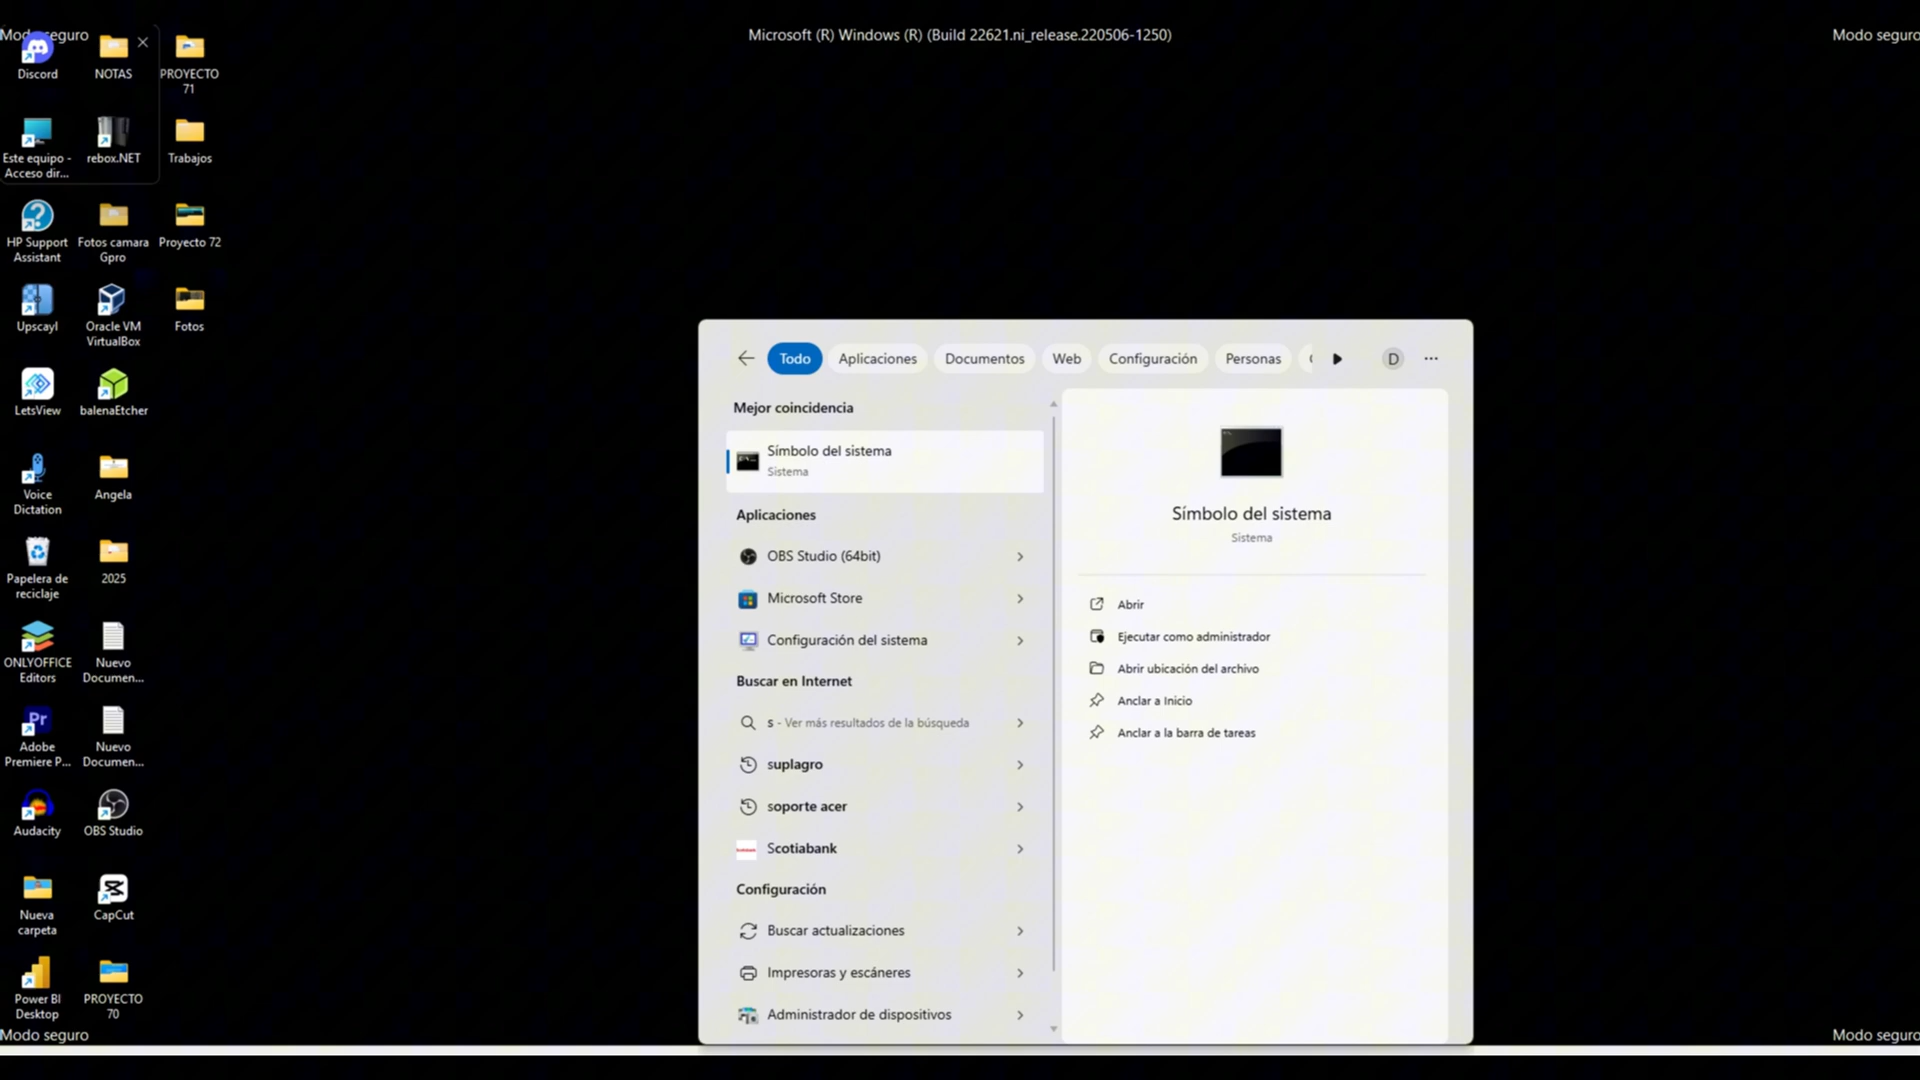 Modo seguro
Microsoft (R) Windows (R) (Build 22621.ni_release.220506-1250)
Modo seguro
Discord
NOTAS
PROYECTO
71
Este equipo -
Acceso dir...
rebox.NET
Trabajos
HP Support
Assistant
Fotos camara
Gpro
Proyecto 72
Upscayl
Oracle VM
VirtualBox
Fotos
LetsView
balenaEtcher
Voice
Dictation
Angela
Papelera de
reciclaje
2025
ONLYOFFICE
Editors
Nuevo
Documen...
Pr
Adobe
Premiere P...
Nuevo
Documen...
Audacity
OBS Studio
Nueva
carpeta
CapCut
Power BI
Desktop
PROYECTO
70
Todo
Aplicaciones
Documentos
Web
Configuración
Personas
D
Mejor coincidencia
Símbolo del sistema
Sistema
Aplicaciones
OBS Studio (64bit)
Microsoft Store
Configuración del sistema
Buscar en Internet
s - Ver más resultados de la búsqueda
suplagro
soporte acer
Scotiabank
Configuración
Buscar actualizaciones
Impresoras y escáneres
Administrador de dispositivos
Símbolo del sistema
Sistema
Abrir
Ejecutar como administrador
Abrir ubicación del archivo
Anclar a Inicio
Anclar a la barra de tareas
Modo seguro
Modo seguro